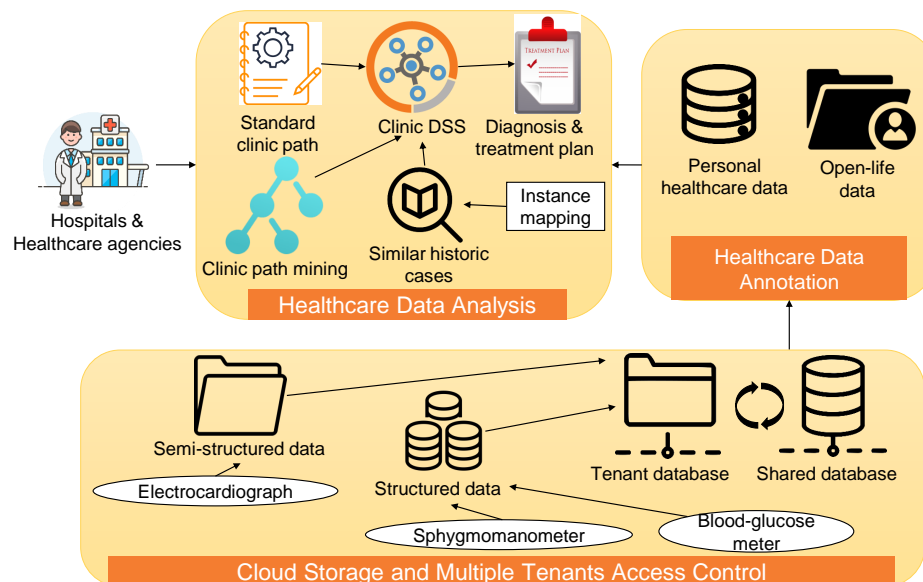 TREATMENT PLAN
Standard
clinic path
Clinic DSS
Diagnosis &
treatment plan
Hospitals &
Healthcare agencies
Clinic path mining
Similar historic
cases
Instance
mapping
Healthcare Data Analysis
Personal
healthcare data
Open-life
data
Healthcare Data
Annotation
Semi-structured data
Electrocardiograph
Structured data
Sphygmomanometer
Blood-glucose
meter
Tenant database
Shared database
Cloud Storage and Multiple Tenants Access Control